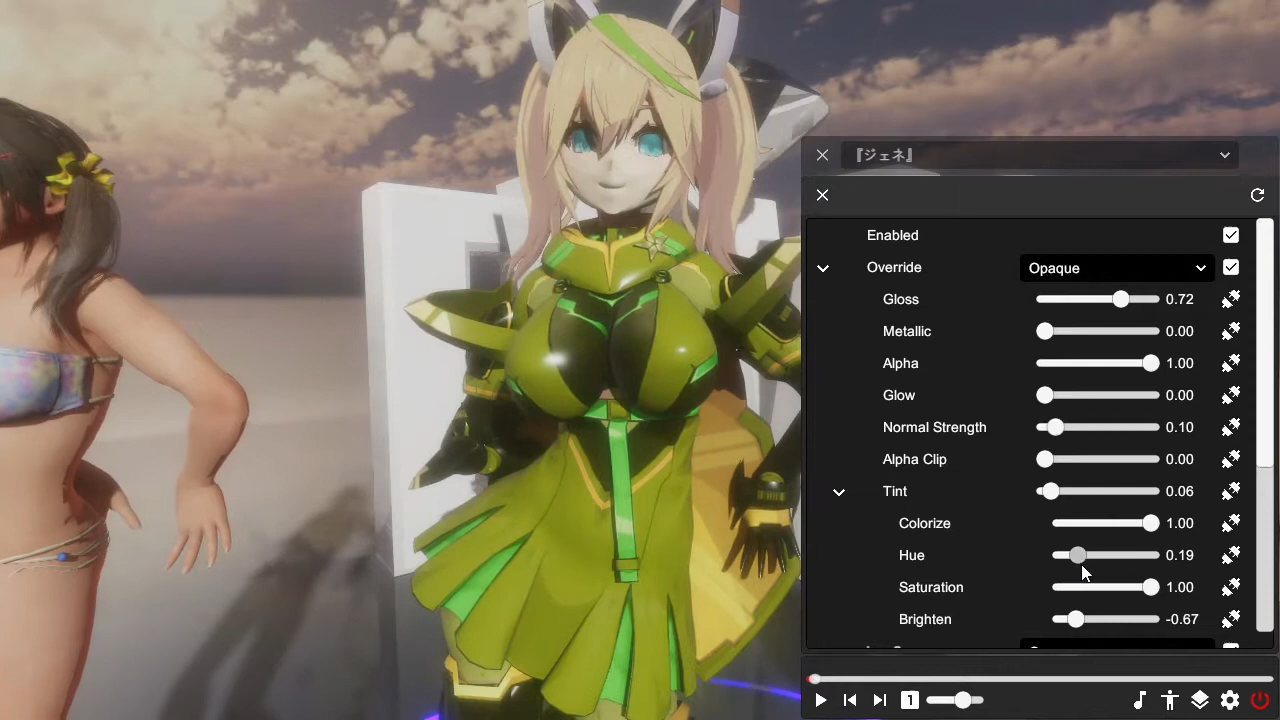 『ジェネ』
Enabled
Override Opaque
Gloss 0.72
Metallic 0.00
Alpha 1.00
Glow 0.00
Normal Strength 0.10
Alpha Clip 0.00
Tint 0.06
Colorize 1.00
Hue 0.19
Saturation 1.00
Brighten -0.67
1